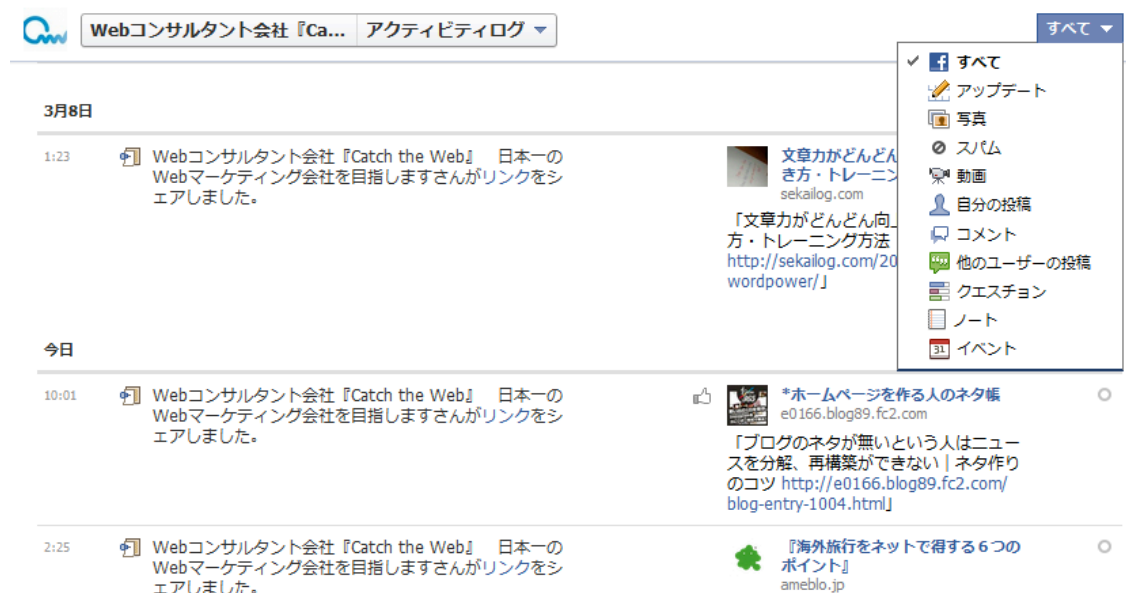 Webコンサルタント会社『Ca... アクティビティログ
すべて
すべて
アップデート
写真
スパム
動画
自分の投稿
コメント
他のユーザーの投稿
クエスチョン
ノート
イベント
3月8日
1:23
Webコンサルタント会社『Catch the Web』 日本一の
Webマーケティング会社を目指しますさんがリンクをシ
ェアしました。
文章力がどんどん
き方・トレーニン
sekailog.com
「文章力がどんどん向
方・トレーニング方法
http://sekailog.com/20
wordpower/」
今日
10:01
Webコンサルタント会社『Catch the Web』 日本一の
Webマーケティング会社を目指しますさんがリンクをシ
ェアしました。
*ホームページを作る人のネタ帳
e0166.blog89.fc2.com
「ブログのネタが無いという人はニュー
スを分解、再構築ができない | ネタ作り
のコツ http://e0166.blog89.fc2.com/
blog-entry-1004.html」
2:25
Webコンサルタント会社『Catch the Web』 日本一の
Webマーケティング会社を目指しますさんがリンクをシ
ェアしました。
『海外旅行をネットで得する６つの
ポイント』
ameblo.jp